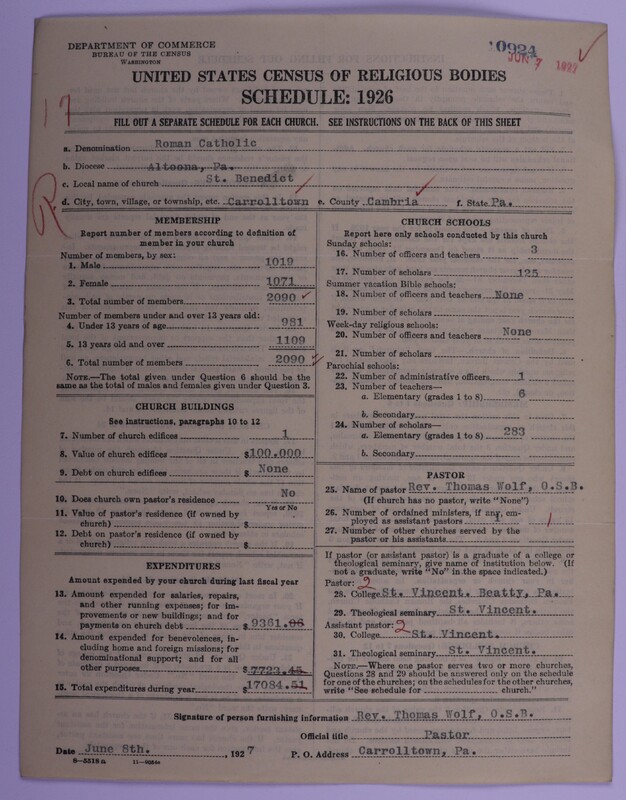 DEPARTMENT OF COMMERCE
BUREAU OF THE CENSUS
WASHINGTON
0924
JUN 7 1927
UNITED STATES CENSUS OF RELIGIOUS BODIES
SCHEDULE: 1926
17
FILL OUT A SEPARATE SCHEDULE FOR EACH CHURCH. SEE INSTRUCTIONS ON THE BACK OF THIS SHEET
a. Denomination Roman Catholic
b. Diocese Altoona, Pa.
c. Local name of church St. Benedict
R
d. City, town, village, or township, etc. Carrolltown e. County Cambria f. State Pa.
MEMBERSHIP
Report number of members according to definition of
member in your church
Number of members, by sex:
1. Male 1019
2. Female 1071
3. Total number of members 2090
Number of members under and over 13 years old:
4. Under 13 years of age 981
5. 13 years old and over 1109
6. Total number of members 2090
NOTE.—The total given under Question 6 should be the
same as the total of males and females given under Question 3.
CHURCH BUILDINGS
See instructions, paragraphs 10 to 12
7. Number of church edifices 1
8. Value of church edifices $100.000
9. Debt on church edifices $ None
10. Does church own pastor's residence No
Yes or No
11. Value of pastor's residence (if owned by
church) $
12. Debt on pastor's residence (if owned by
church) $
EXPENDITURES
Amount expended by your church during last fiscal year
13. Amount expended for salaries, repairs,
and other running expenses; for im-
provements or new buildings; and for
payments on church debt $ 9361.06
14. Amount expended for benevolences, in-
cluding home and foreign missions; for
denominational support; and for all
other purposes $ 7723.45
15. Total expenditures during year $17084.51
CHURCH SCHOOLS
Report here only schools conducted by this church
Sunday schools:
16. Number of officers and teachers 3
17. Number of scholars 125
Summer vacation Bible schools:
18. Number of officers and teachers None
19. Number of scholars
Week-day religious schools:
20. Number of officers and teachers None
21. Number of scholars
Parochial schools:
22. Number of administrative officers 1
23. Number of teachers—
a. Elementary (grades 1 to 8) 6
b. Secondary
24. Number of scholars—
a. Elementary (grades 1 to 8) 283
b. Secondary
PASTOR
25. Name of pastor Rev. Thomas Wolf, O.S.B.
(If church has no pastor, write "None")
26. Number of ordained ministers, if any, em-
ployed as assistant pastors 1 1
27. Number of other churches served by the
pastor or his assistants
If pastor (or assistant pastor) is a graduate of a college or
theological seminary, give name of institution below. (If
not a graduate, write "No" in the space indicated.)
Pastor: 2
28. College St. Vincent. Beatty, Pa.
29. Theological seminary St. Vincent.
Assistant pastor: 2
30. College St. Vincent.
31. Theological seminary St. Vincent.
NOTE.—Where one pastor serves two or more churches,
Questions 28 and 29 should be answered only on the schedule
for one of the churches; on the schedules for the other churches,
write "See schedule for church."
Signature of person furnishing information Rev. Thomas Wolf, O.S.B.
Official title Pastor
Date June 8th. , 1927 P. O. Address Carrolltown, Pa.